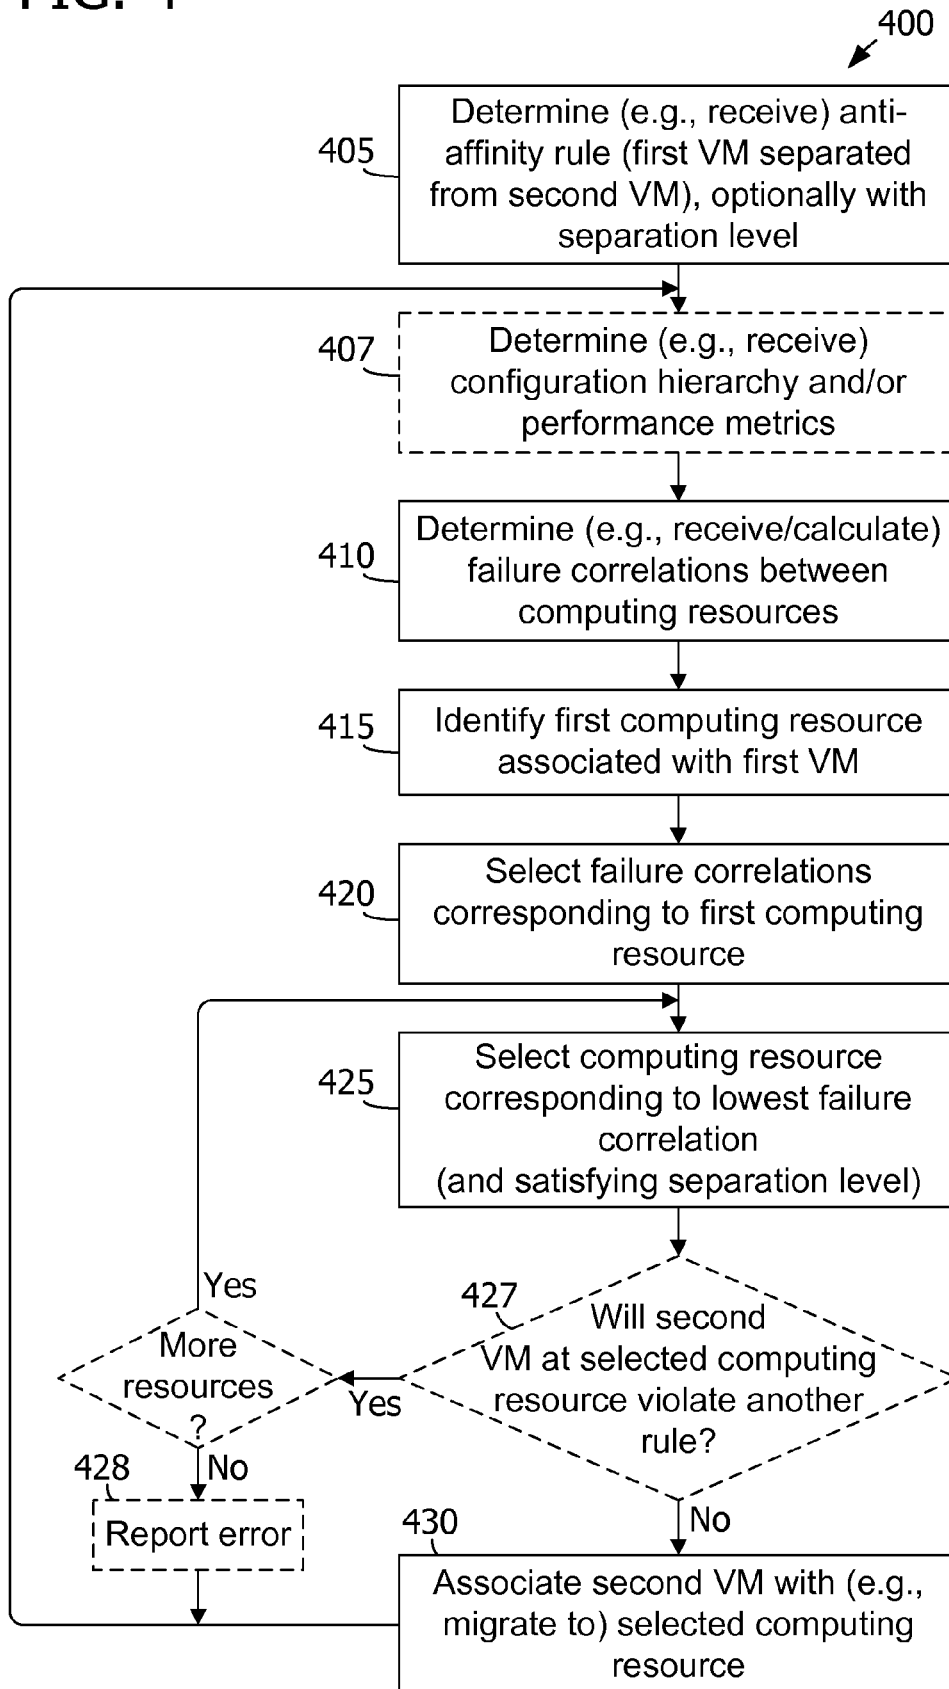 400
405
Determine (e.g., receive) anti-
affinity rule (first VM separated
from second VM), optionally with
separation level
407
Determine (e.g., receive)
configuration hierarchy and/or
performance metrics
410
Determine (e.g., receive/calculate)
failure correlations between
computing resources
415
Identify first computing resource
associated with first VM
420
Select failure correlations
corresponding to first computing
resource
425
Select computing resource
corresponding to lowest failure
correlation
(and satisfying separation level)
427
Will second
VM at selected computing
resource violate another
rule?
Yes
More
resources
?
Yes
No
428
Report error
No
430
Associate second VM with (e.g.,
migrate to) selected computing
resource